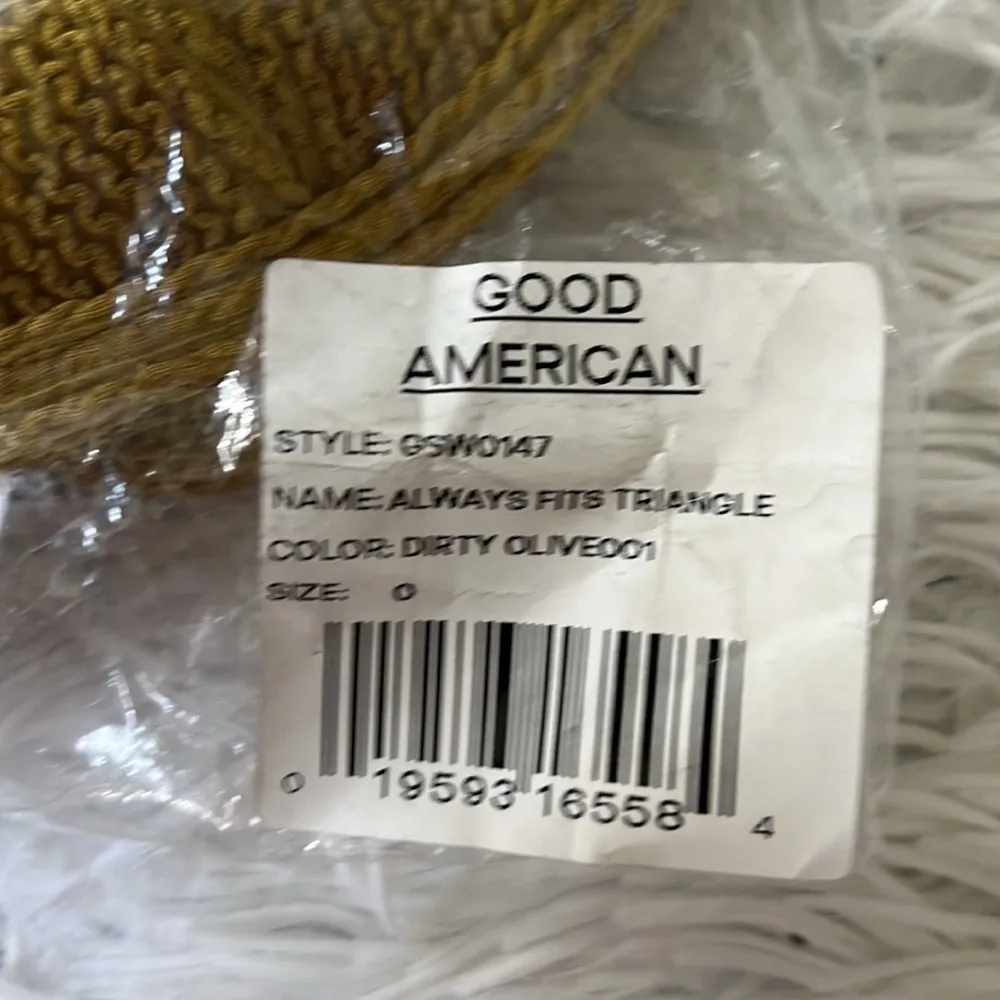 GOOD
AMERICAN
STYLE: GSW0147
NAME: ALWAYS FITS TRIANGLE
COLOR: DIRTY OLIVE001
SIZE: 0
0 19593 16558 4